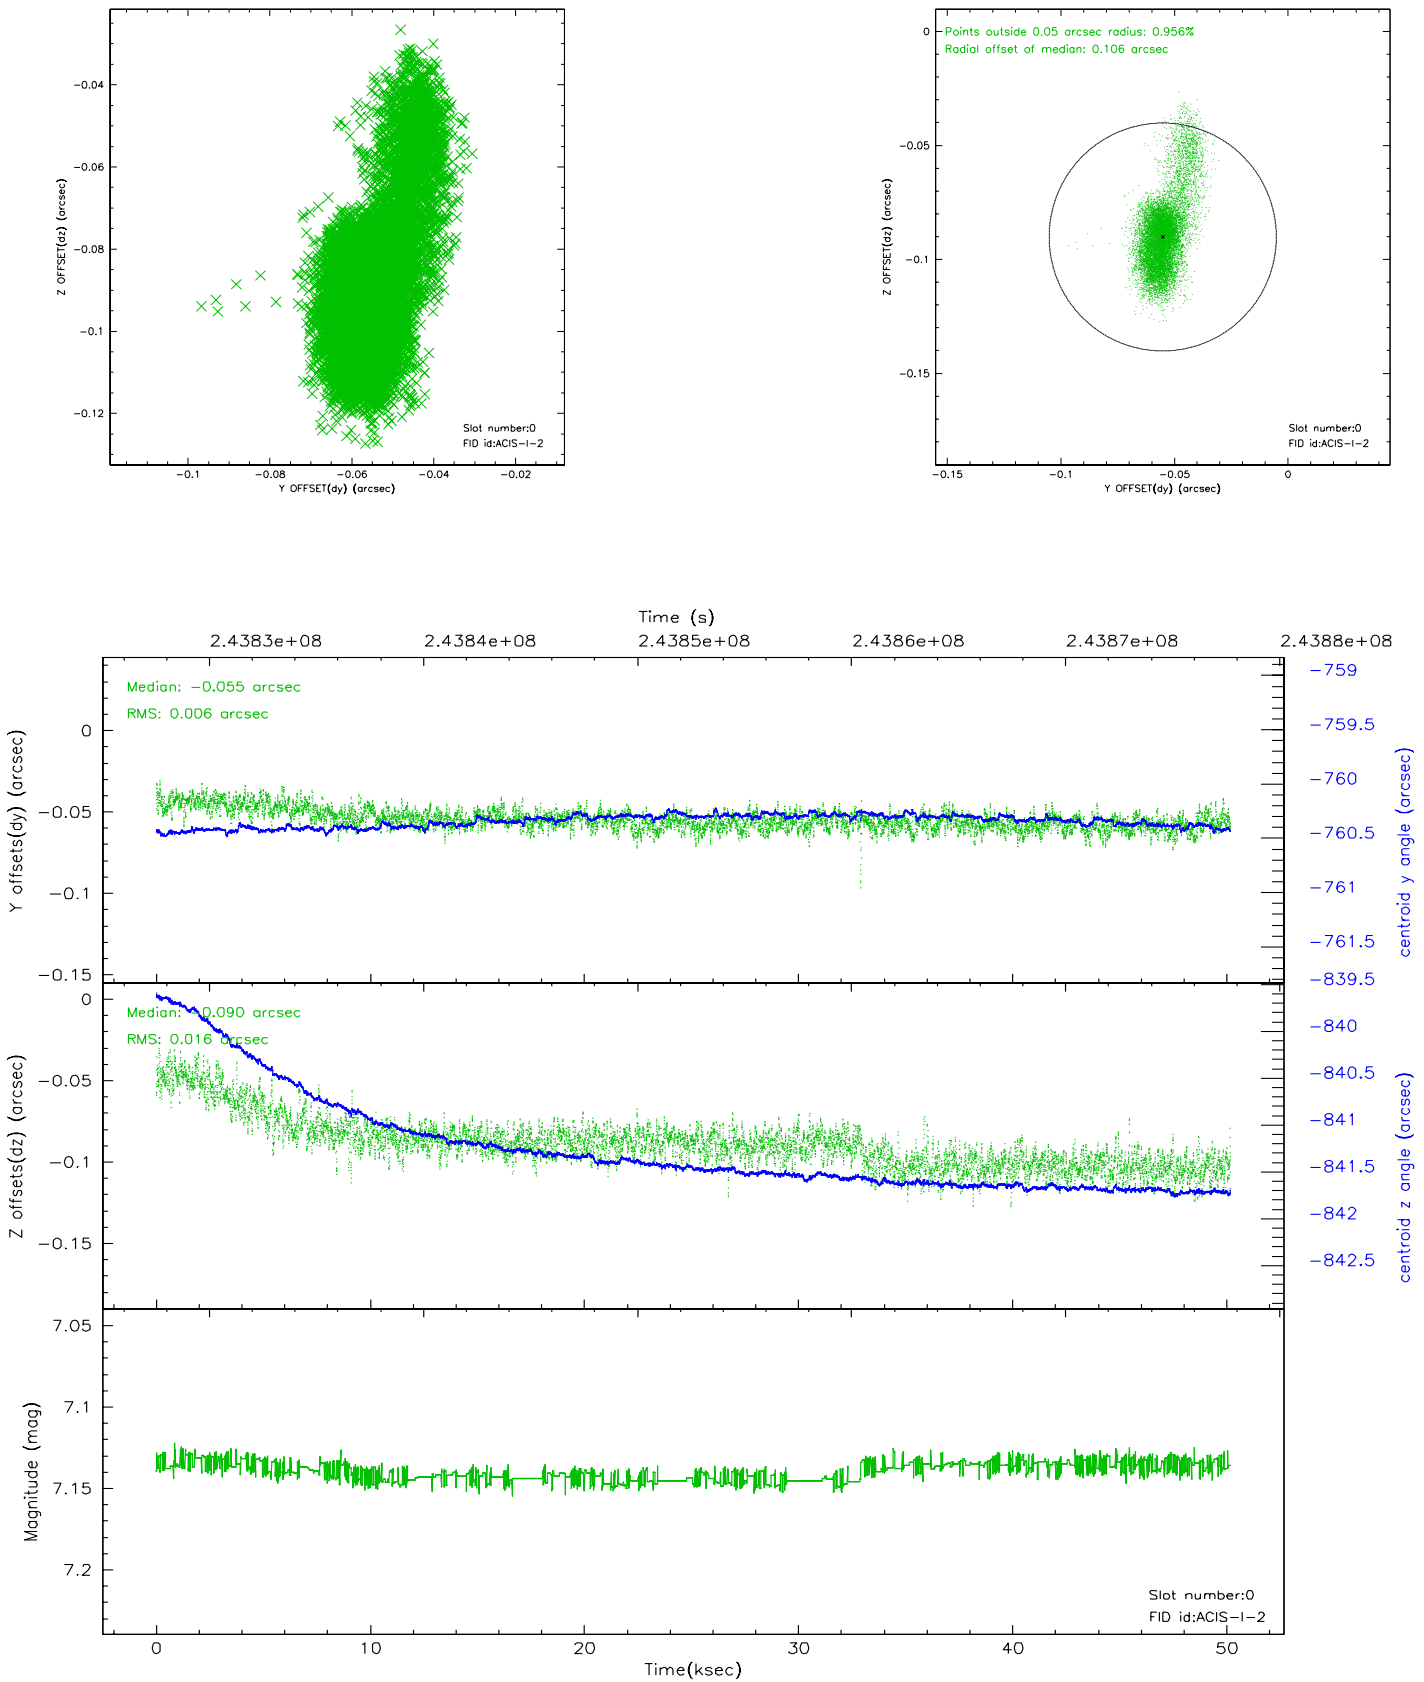 −0.04
−0.06
−0.08
−0.1
−0.12
Z OFFSET(dz) (arcsec)
Slot number:0
FID id:ACIS−I−2
−0.1 −0.08 −0.06 −0.04 −0.02
Y OFFSET(dy) (arcsec)
Points outside 0.05 arcsec radius: 0.956%
Radial offset of median: 0.106 arcsec
0
−0.05
−0.1
−0.15
Z OFFSET(dz) (arcsec)
Slot number:0
FID id:ACIS−I−2
−0.15 −0.1 −0.05 0
Y OFFSET(dy) (arcsec)
Time (s)
2.4383e+08 2.4384e+08 2.4385e+08 2.4386e+08 2.4387e+08 2.4388e+08
Median: −0.055 arcsec
RMS: 0.006 arcsec
0
−0.05
−0.1
−0.15
Y offsets(dy) (arcsec)
−759
−759.5
−760
−760.5
−761
−761.5
centroid y angle (arcsec)
Median: −0.090 arcsec
RMS: 0.016 arcsec
0
−0.05
−0.1
−0.15
Z offsets(dz) (arcsec)
−839.5
−840
−840.5
−841
−841.5
−842
−842.5
centroid z angle (arcsec)
7.05
7.1
7.15
7.2
Magnitude (mag)
Slot number:0
FID id:ACIS−I−2
0 10 20 30 40 50
Time(ksec)